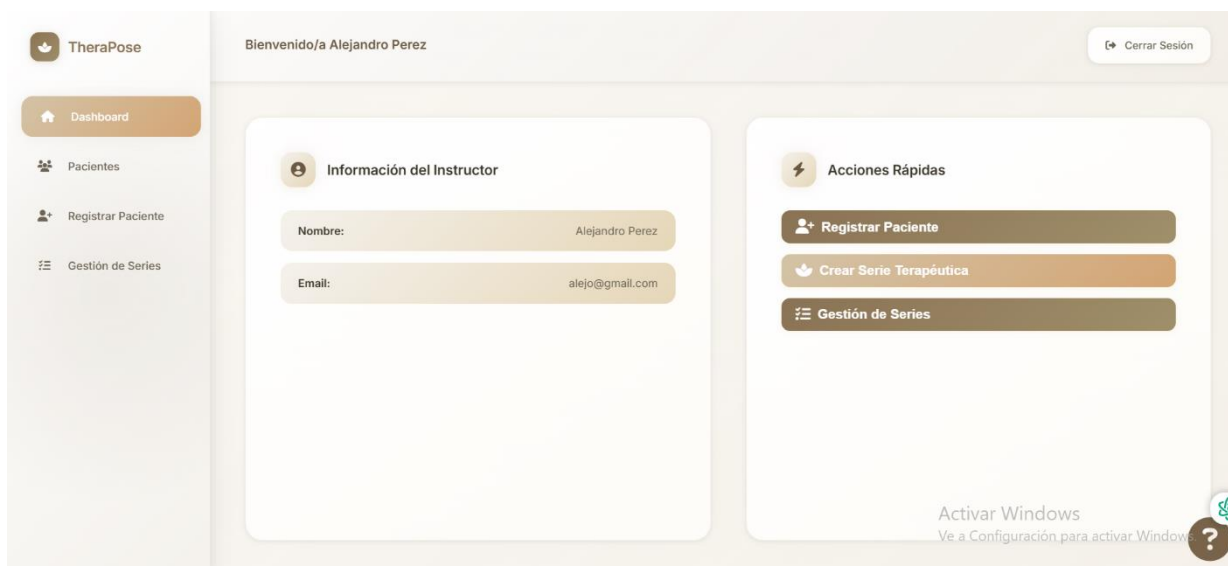 TheraPose
Bienvenido/a Alejandro Perez
Cerrar Sesión
Dashboard
Pacientes
Registrar Paciente
Gestión de Series
Información del Instructor
Nombre: Alejandro Perez
Email: alejo@gmail.com
Acciones Rápidas
Registrar Paciente
Crear Serie Terapéutica
Gestión de Series
Activar Windows
Ve a Configuración para activar Windows.
?